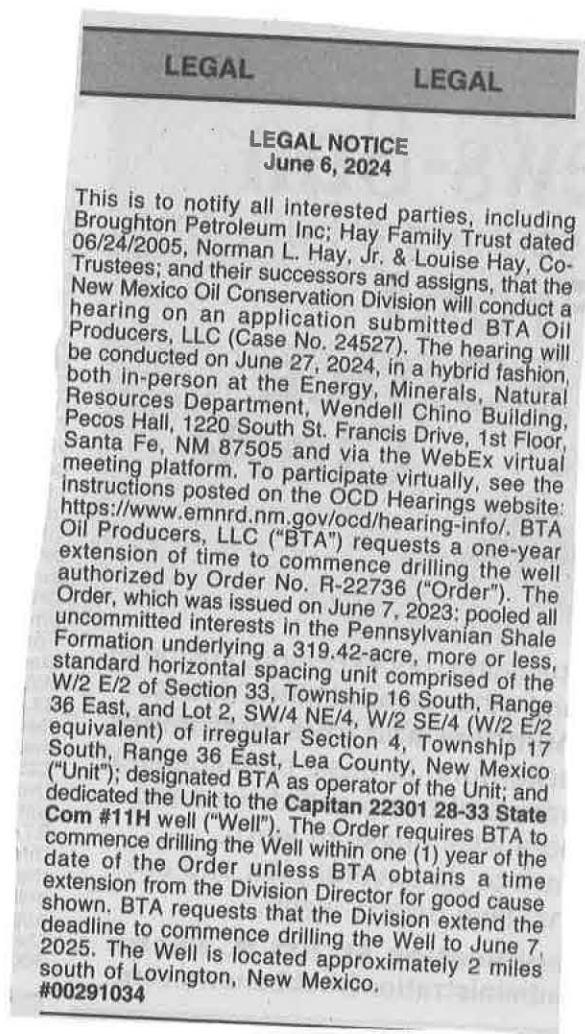 LEGAL LEGAL
LEGAL NOTICE
June 6, 2024
This is to notify all interested parties, including
Broughton Petroleum Inc; Hay Family Trust dated
06/24/2005, Norman L. Hay, Jr. & Louise Hay, Co-
Trustees; and their successors and assigns, that the
New Mexico Oil Conservation Division will conduct a
hearing on an application submitted BTA Oil
Producers, LLC (Case No. 24527). The hearing will
be conducted on June 27, 2024, in a hybrid fashion,
both in-person at the Energy, Minerals, Natural
Resources Department, Wendell Chino Building,
Pecos Hall, 1220 South St. Francis Drive, 1st Floor,
Santa Fe, NM 87505 and via the WebEx virtual
meeting platform. To participate virtually, see the
instructions posted on the OCD Hearings website:
https://www.emnrd.nm.gov/ocd/hearing-info/. BTA
Oil Producers, LLC ("BTA") requests a one-year
extension of time to commence drilling the well
authorized by Order No. R-22736 ("Order"). The
Order, which was issued on June 7, 2023: pooled all
uncommitted interests in the Pennsylvanian Shale
Formation underlying a 319.42-acre, more or less,
standard horizontal spacing unit comprised of the
W/2 E/2 of Section 33, Township 16 South, Range
36 East, and Lot 2, SW/4 NE/4, W/2 SE/4 (W/2 E/2
equivalent) of irregular Section 4, Township 17
South, Range 36 East, Lea County, New Mexico
("Unit"); designated BTA as operator of the Unit; and
dedicated the Unit to the Capitan 22301 28-33 State
Com #11H well ("Well"). The Order requires BTA to
commence drilling the Well within one (1) year of the
date of the Order unless BTA obtains a time
extension from the Division Director for good cause
shown. BTA requests that the Division extend the
deadline to commence drilling the Well to June 7,
2025. The Well is located approximately 2 miles
south of Lovington, New Mexico.
#00291034